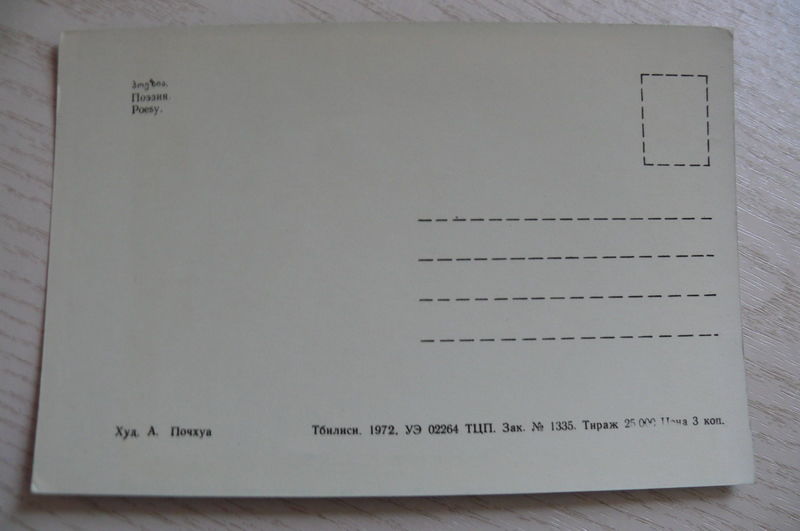 პოეზია.
Поэзия.
Poesy.
Худ. А. Почхуа
Тбилиси. 1972. УЭ 02264 ТЦП. Зак. № 1335. Тираж 25.000 Цена 3 коп.